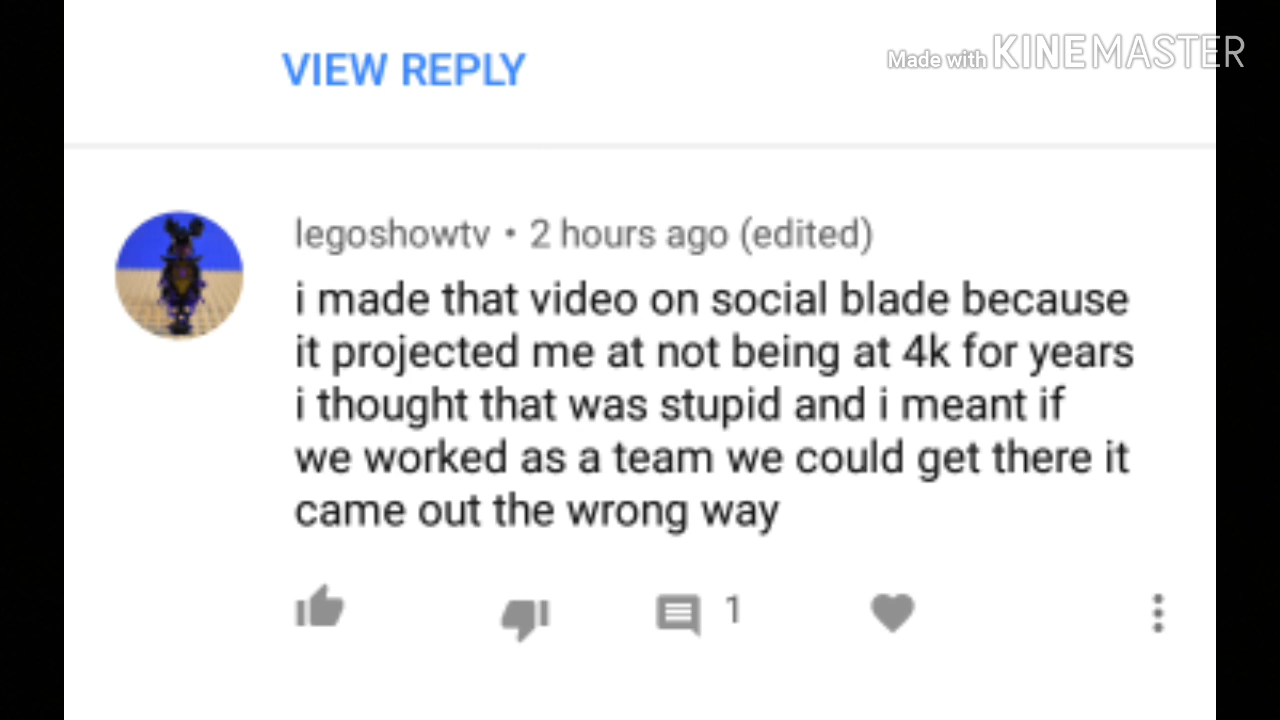 VIEW REPLY
Made with KINEMASTER
legoshowtv • 2 hours ago (edited)
i made that video on social blade because
it projected me at not being at 4k for years
i thought that was stupid and i meant if
we worked as a team we could get there it
came out the wrong way
1